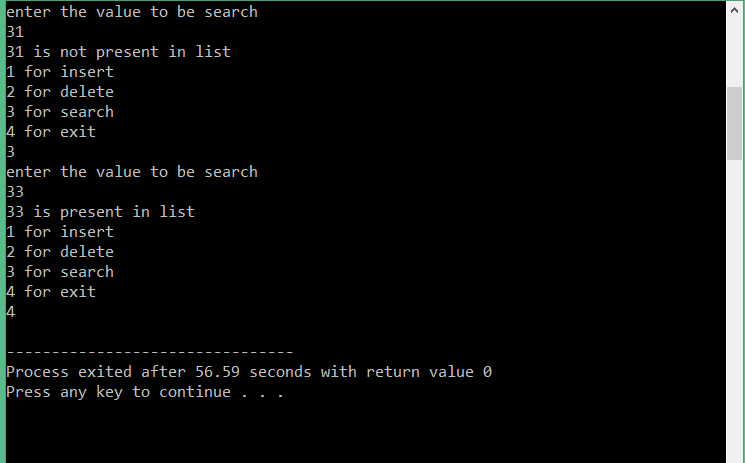 enter the value to be search
31
31 is not present in list
1 for insert
2 for delete
3 for search
4 for exit
3
enter the value to be search
33
33 is present in list
1 for insert
2 for delete
3 for search
4 for exit
4
--------------------------------
Process exited after 56.59 seconds with return value 0
Press any key to continue . . .